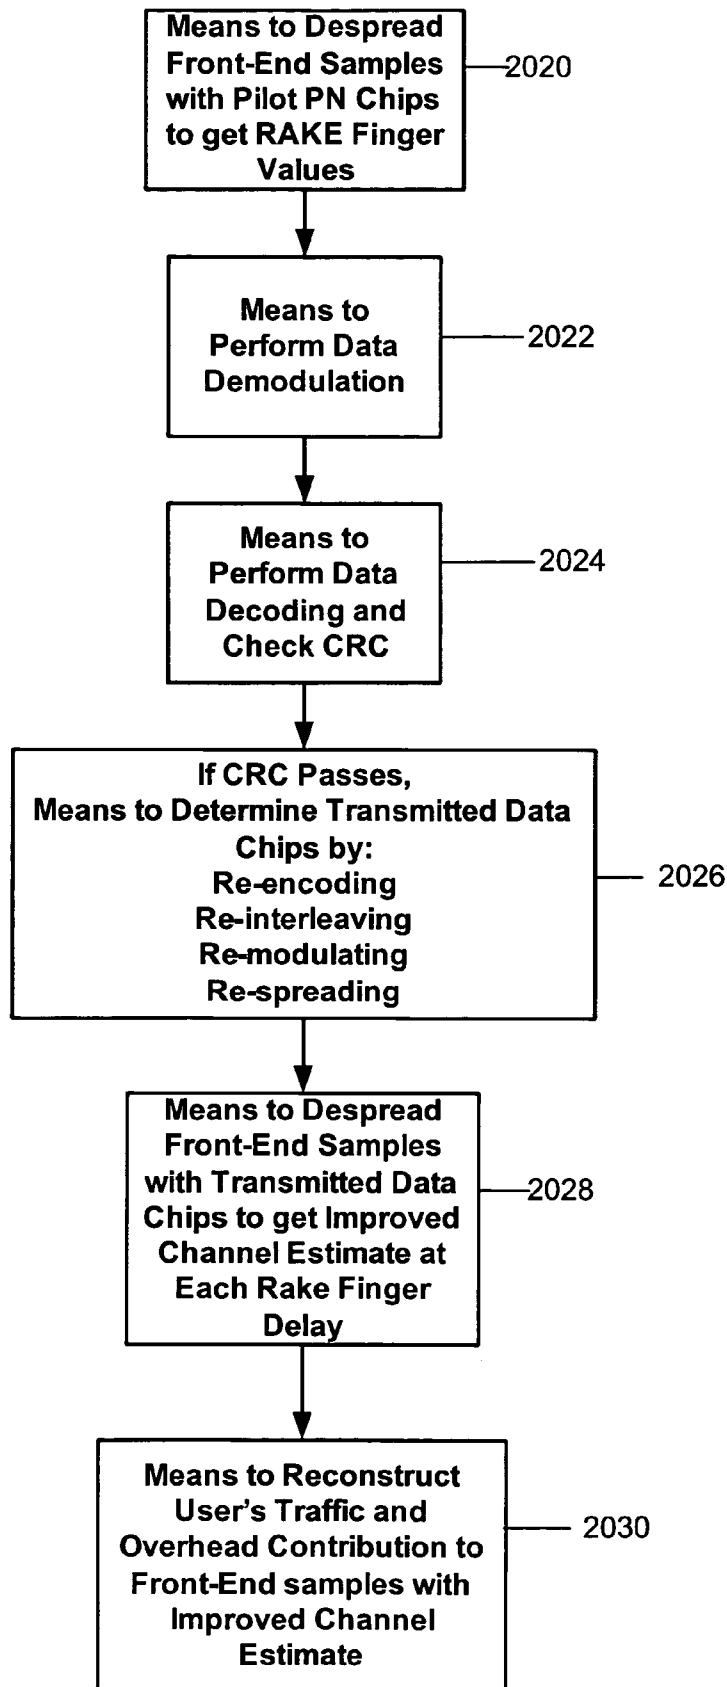 Means to Despread
Front-End Samples
with Pilot PN Chips
to get RAKE Finger
Values
2020
Means to
Perform Data
Demodulation
2022
Means to
Perform Data
Decoding and
Check CRC
2024
If CRC Passes,
Means to Determine Transmitted Data
Chips by:
Re-encoding
Re-interleaving
Re-modulating
Re-spreading
2026
Means to Despread
Front-End Samples
with Transmitted Data
Chips to get Improved
Channel Estimate at
Each Rake Finger
Delay
2028
Means to Reconstruct
User's Traffic and
Overhead Contribution to
Front-End samples with
Improved Channel
Estimate
2030